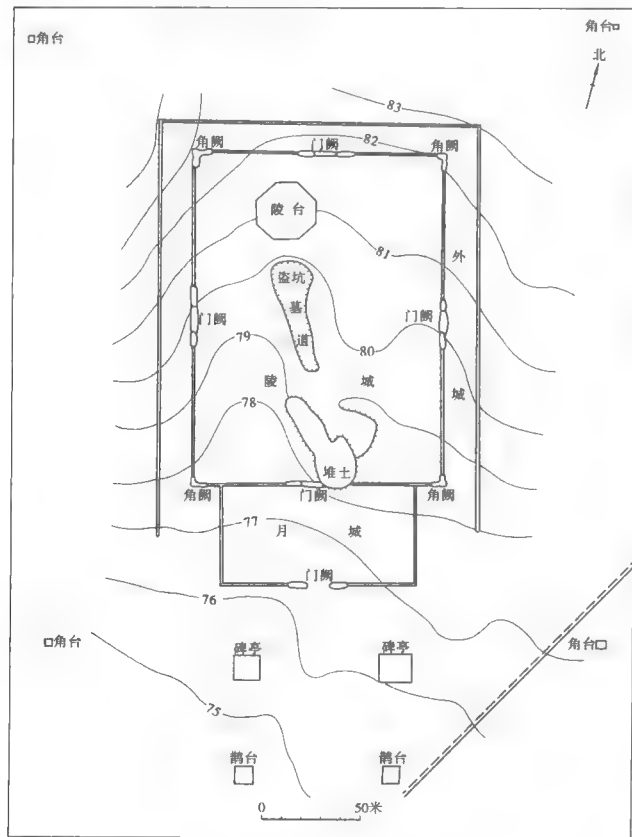 角台 角台
北
83
角阙 门阙 82 角阙
陵台
81 外
盗坑
门阙 墓 门阙
道
79 80
陵 城 城
78
堆土
角阙 门阙 角阙
77 月 城
门阙
76
角台 碑亭 碑亭 角台
75
鹊台 鹊台
0 50米